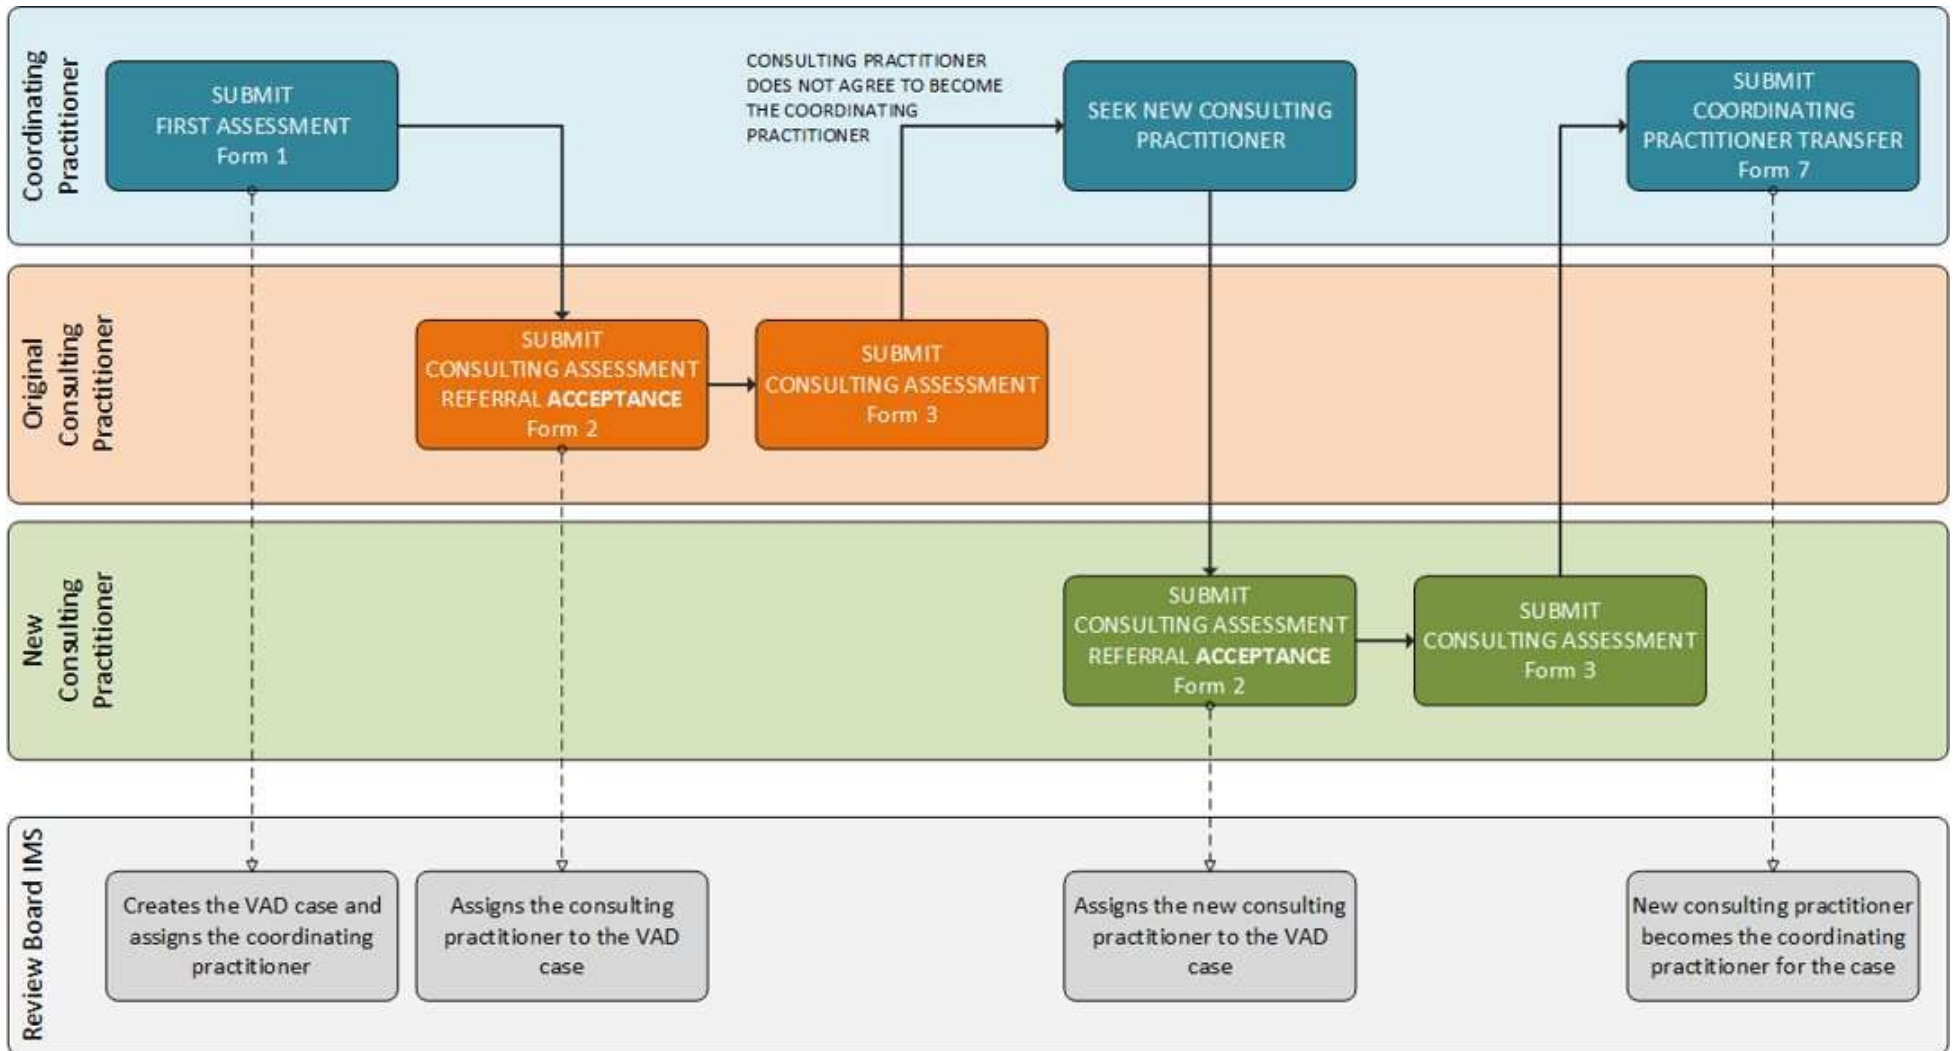 Coordinating
Practitioner
SUBMIT
FIRST ASSESSMENT
Form 1
CONSULTING PRACTITIONER
DOES NOT AGREE TO BECOME
THE COORDINATING
PRACTITIONER
SEEK NEW CONSULTING
PRACTITIONER
SUBMIT
COORDINATING
PRACTITIONER TRANSFER
Form 7
Original
Consulting
Practitioner
SUBMIT
CONSULTING ASSESSMENT
REFERRAL ACCEPTANCE
Form 2
SUBMIT
CONSULTING ASSESSMENT
Form 3
New
Consulting
Practitioner
SUBMIT
CONSULTING ASSESSMENT
REFERRAL ACCEPTANCE
Form 2
SUBMIT
CONSULTING ASSESSMENT
Form 3
Review Board IMS
Creates the VAD case and
assigns the coordinating
practitioner
Assigns the consulting
practitioner to the VAD
case
Assigns the new consulting
practitioner to the VAD
case
New consulting practitioner
becomes the coordinating
practitioner for the case